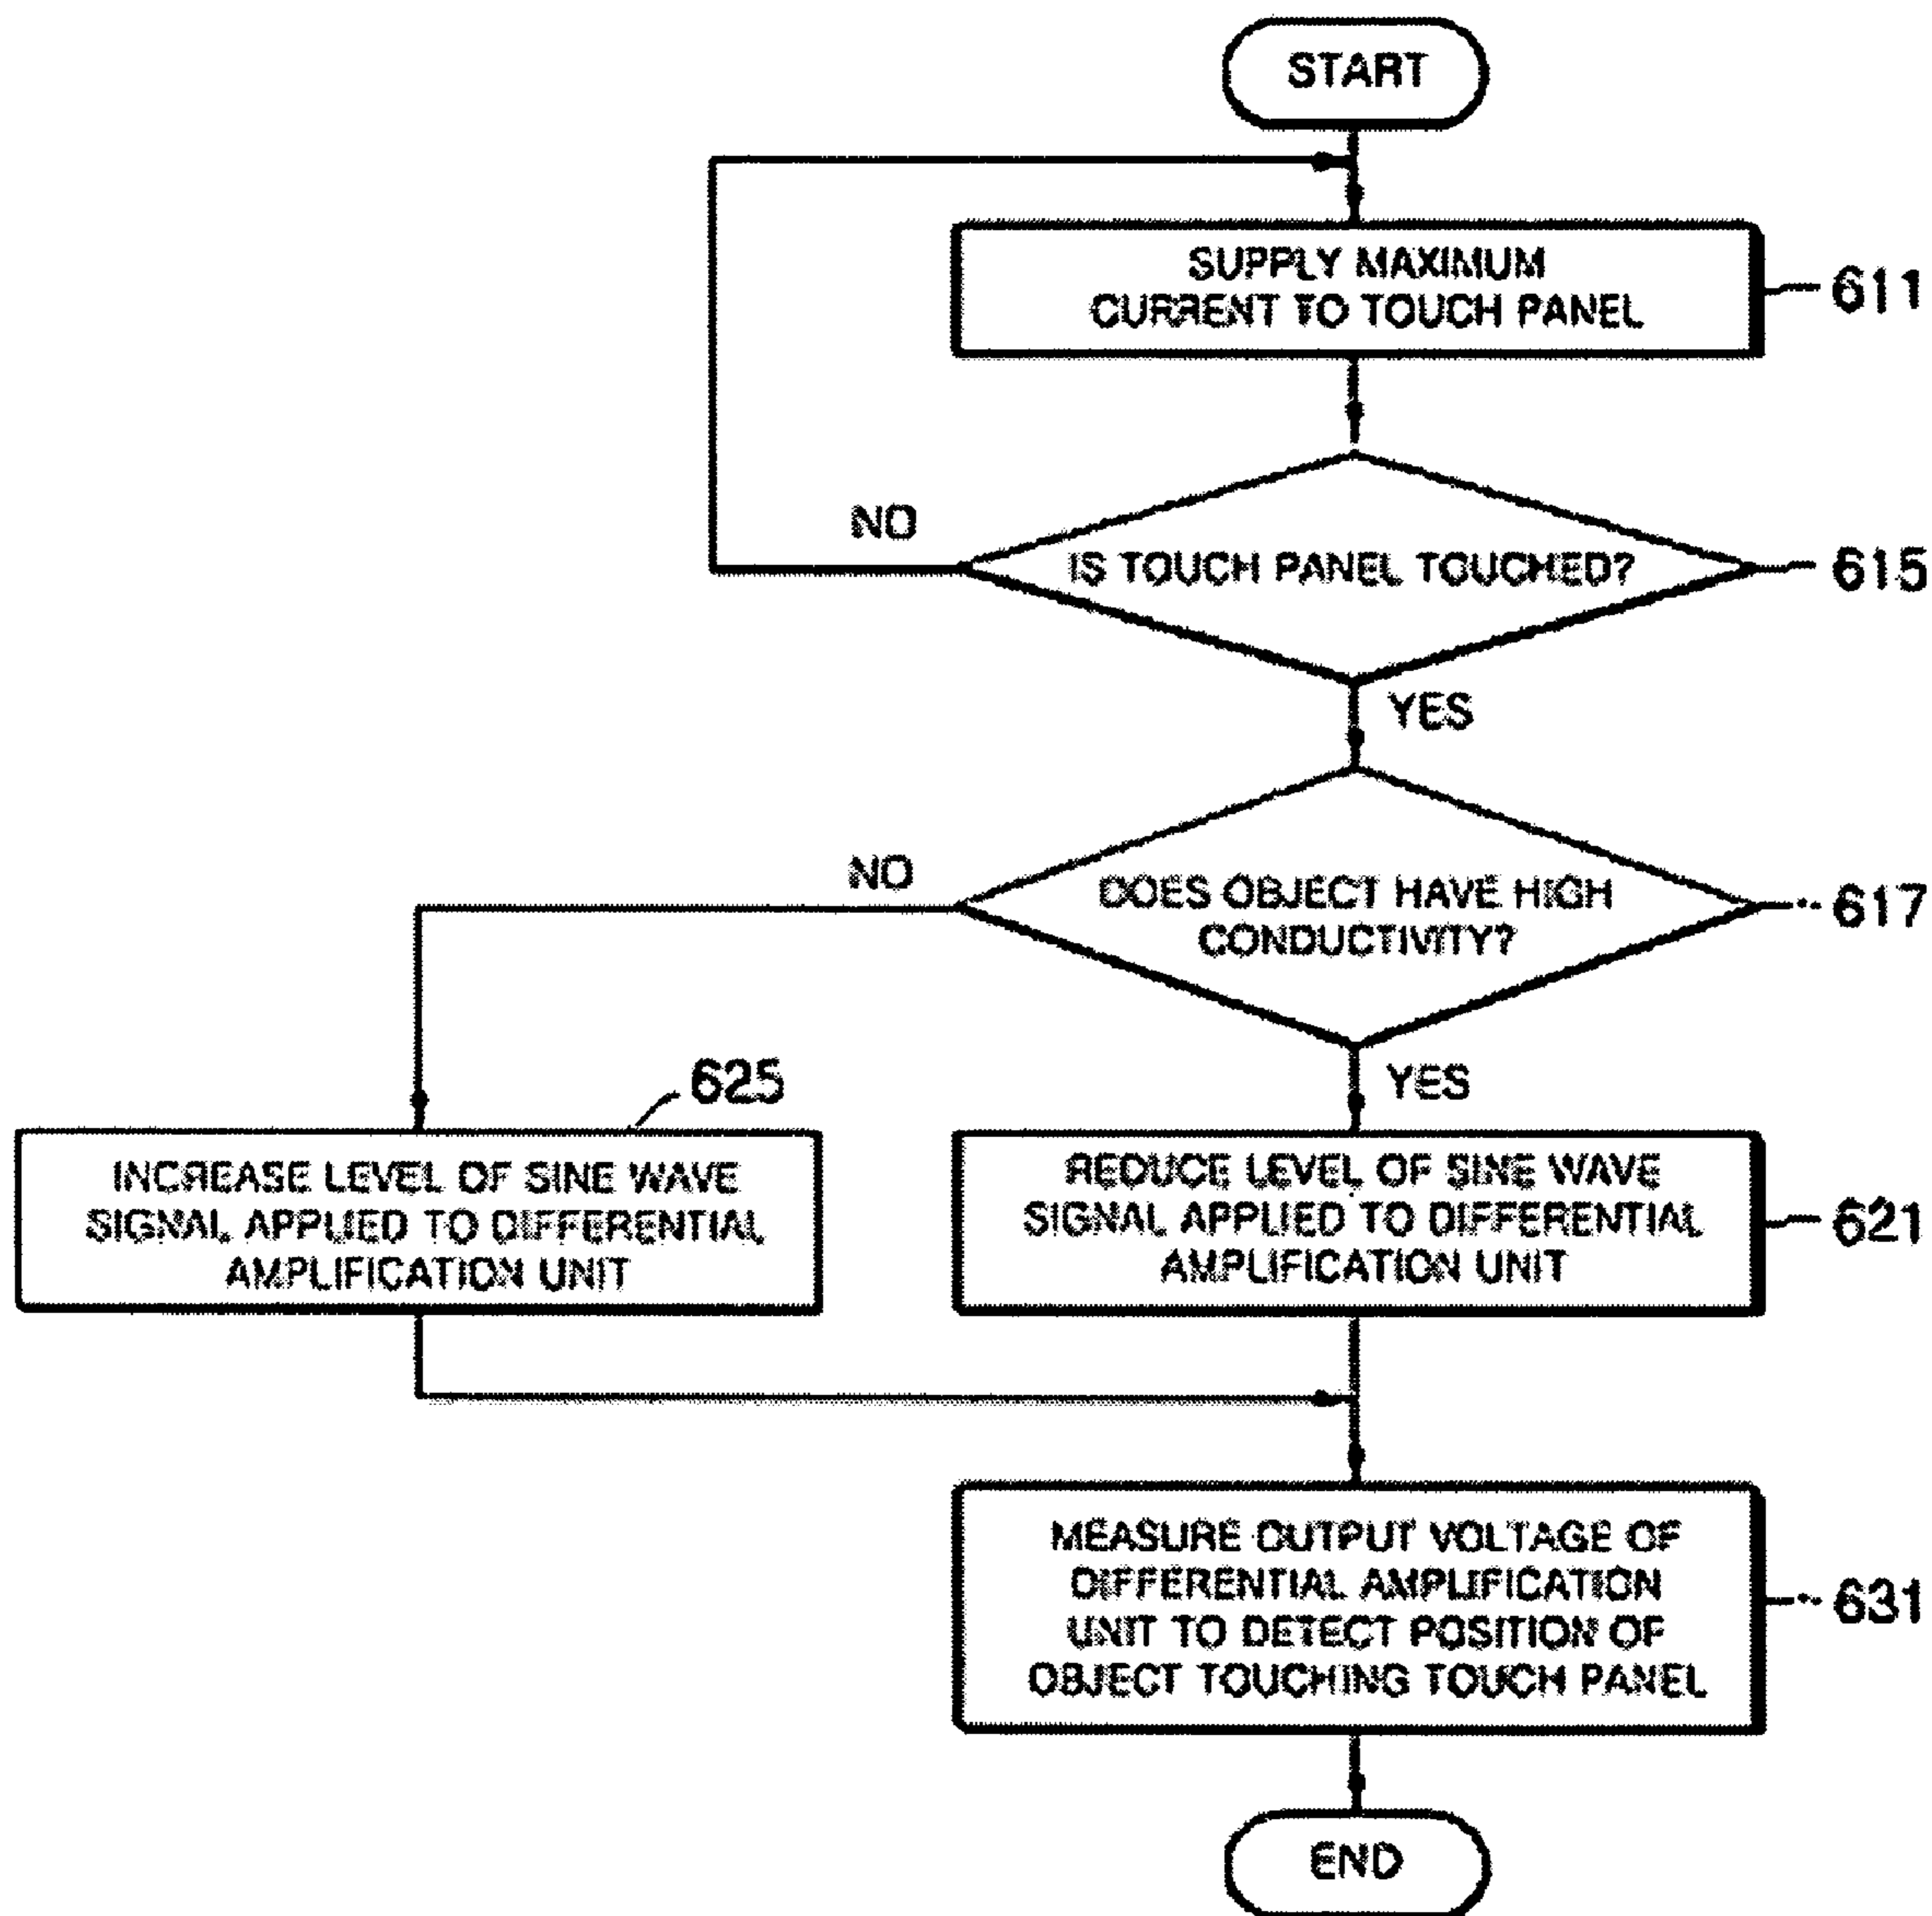 START
SUPPLY MAXIMUM
CURRENT TO TOUCH PANEL
611
NO
IS TOUCH PANEL TOUCHED?
615
YES
NO
DOES OBJECT HAVE HIGH
CONDUCTIVITY?
617
YES
625
INCREASE LEVEL OF SINE WAVE
SIGNAL APPLIED TO DIFFERENTIAL
AMPLIFICATION UNIT
REDUCE LEVEL OF SINE WAVE
SIGNAL APPLIED TO DIFFERENTIAL
AMPLIFICATION UNIT
621
MEASURE OUTPUT VOLTAGE OF
DIFFERENTIAL AMPLIFICATION
UNIT TO DETECT POSITION OF
OBJECT TOUCHING TOUCH PANEL
631
END